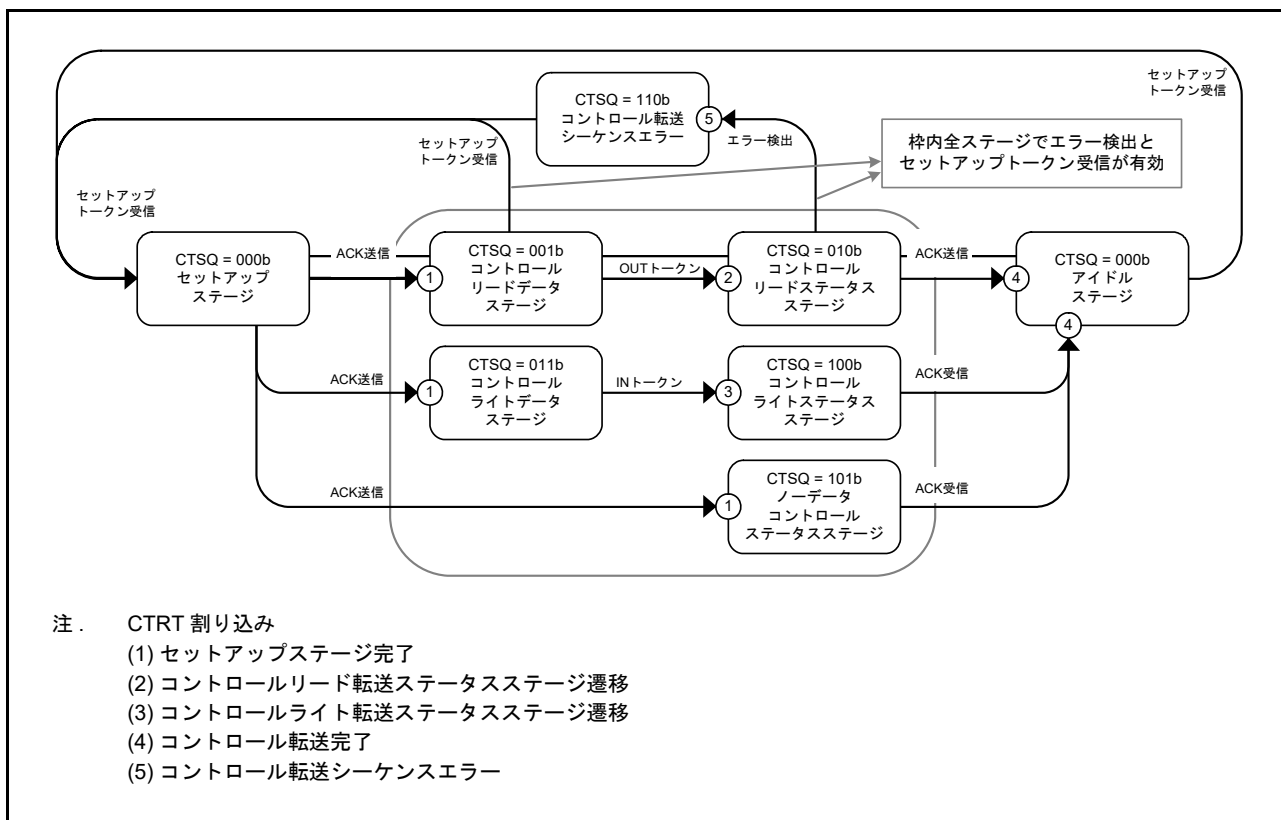 セットアップ
トークン受信
CTSQ = 110b
コントロール転送
シーケンスエラー
5
エラー検出
セットアップ
トークン受信
枠内全ステージでエラー検出と
セットアップトークン受信が有効
セットアップ
トークン受信
CTSQ = 000b
セットアップ
ステージ
ACK送信
1
CTSQ = 001b
コントロール
リードデータ
ステージ
OUTトークン
2
CTSQ = 010b
コントロール
リードステータス
ステージ
ACK送信
4
CTSQ = 000b
アイドル
ステージ
4
ACK送信
1
CTSQ = 011b
コントロール
ライトデータ
ステージ
INトークン
3
CTSQ = 100b
コントロール
ライトステータス
ステージ
ACK受信
ACK送信
1
CTSQ = 101b
ノーデータ
コントロール
ステータスステージ
ACK受信
注 . CTRT 割り込み
(1) セットアップステージ完了
(2) コントロールリード転送ステータスステージ遷移
(3) コントロールライト転送ステータスステージ遷移
(4) コントロール転送完了
(5) コントロール転送シーケンスエラー